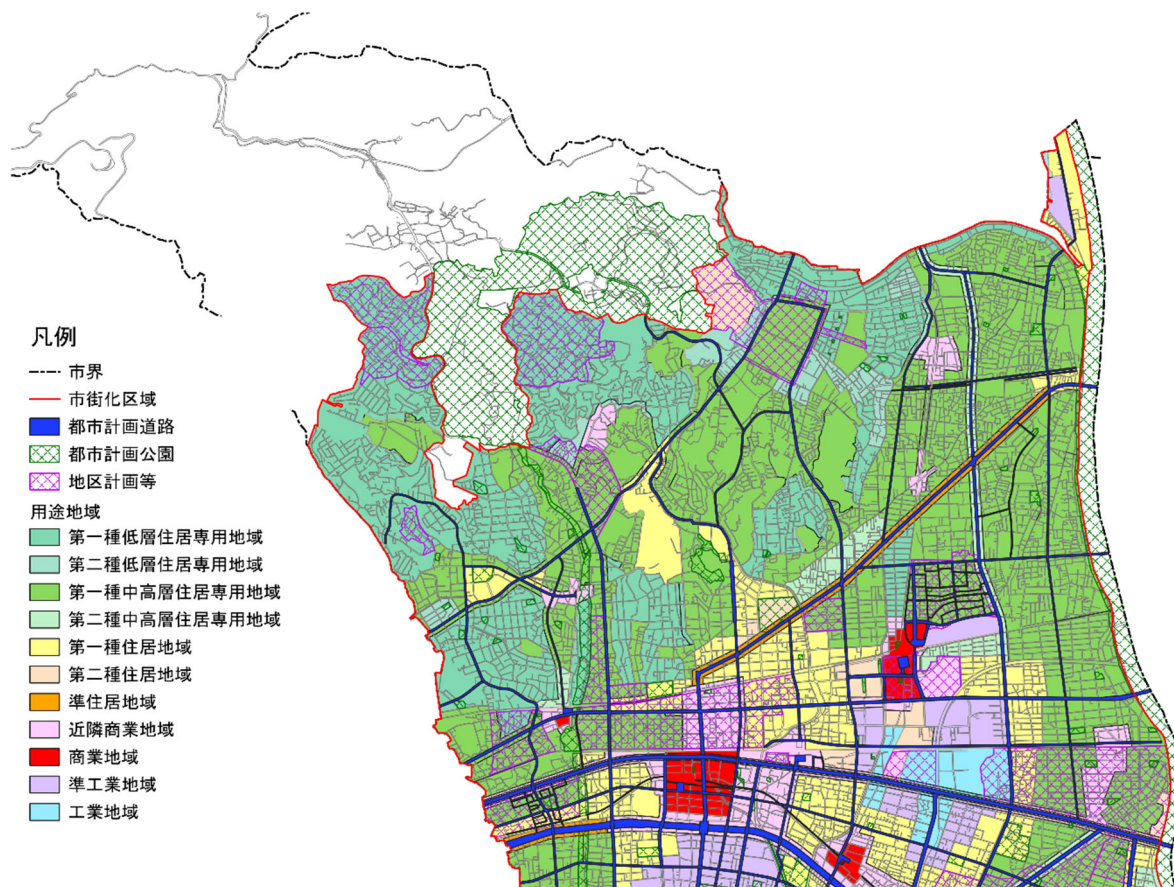 凡例
市界
市街化区域
都市計画道路
都市計画公園
地区計画等
用途地域
第一種低層住居専用地域
第二種低層住居専用地域
第一種中高層住居専用地域
第二種中高層住居専用地域
第一種住居地域
第二種住居地域
準住居地域
近隣商業地域
商業地域
準工業地域
工業地域